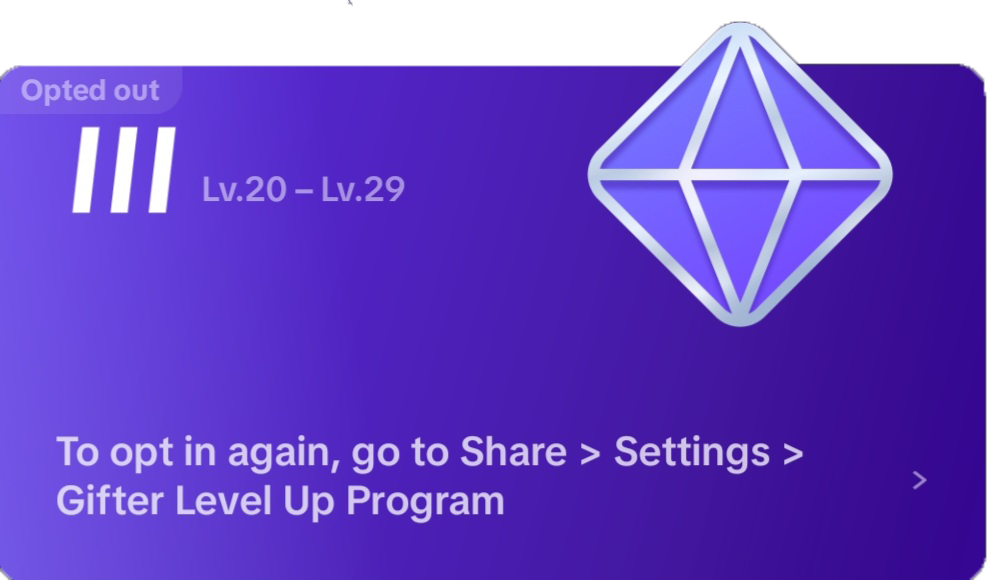 Opted out
III
Lv.20 – Lv.29
To opt in again, go to Share > Settings >
Gifter Level Up Program
>